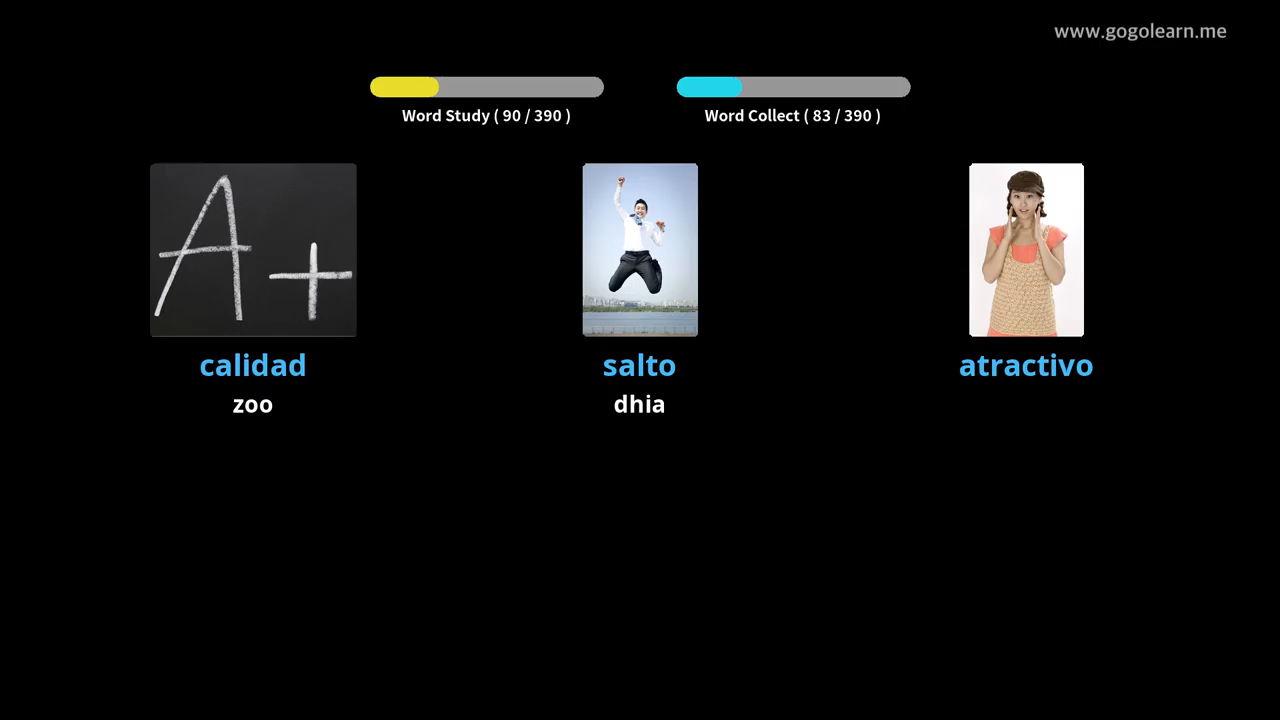 www.gogolearn.me
Word Study ( 90 / 390 )
Word Collect ( 83 / 390 )
A+
calidad
salto
atractivo
zoo
dhia